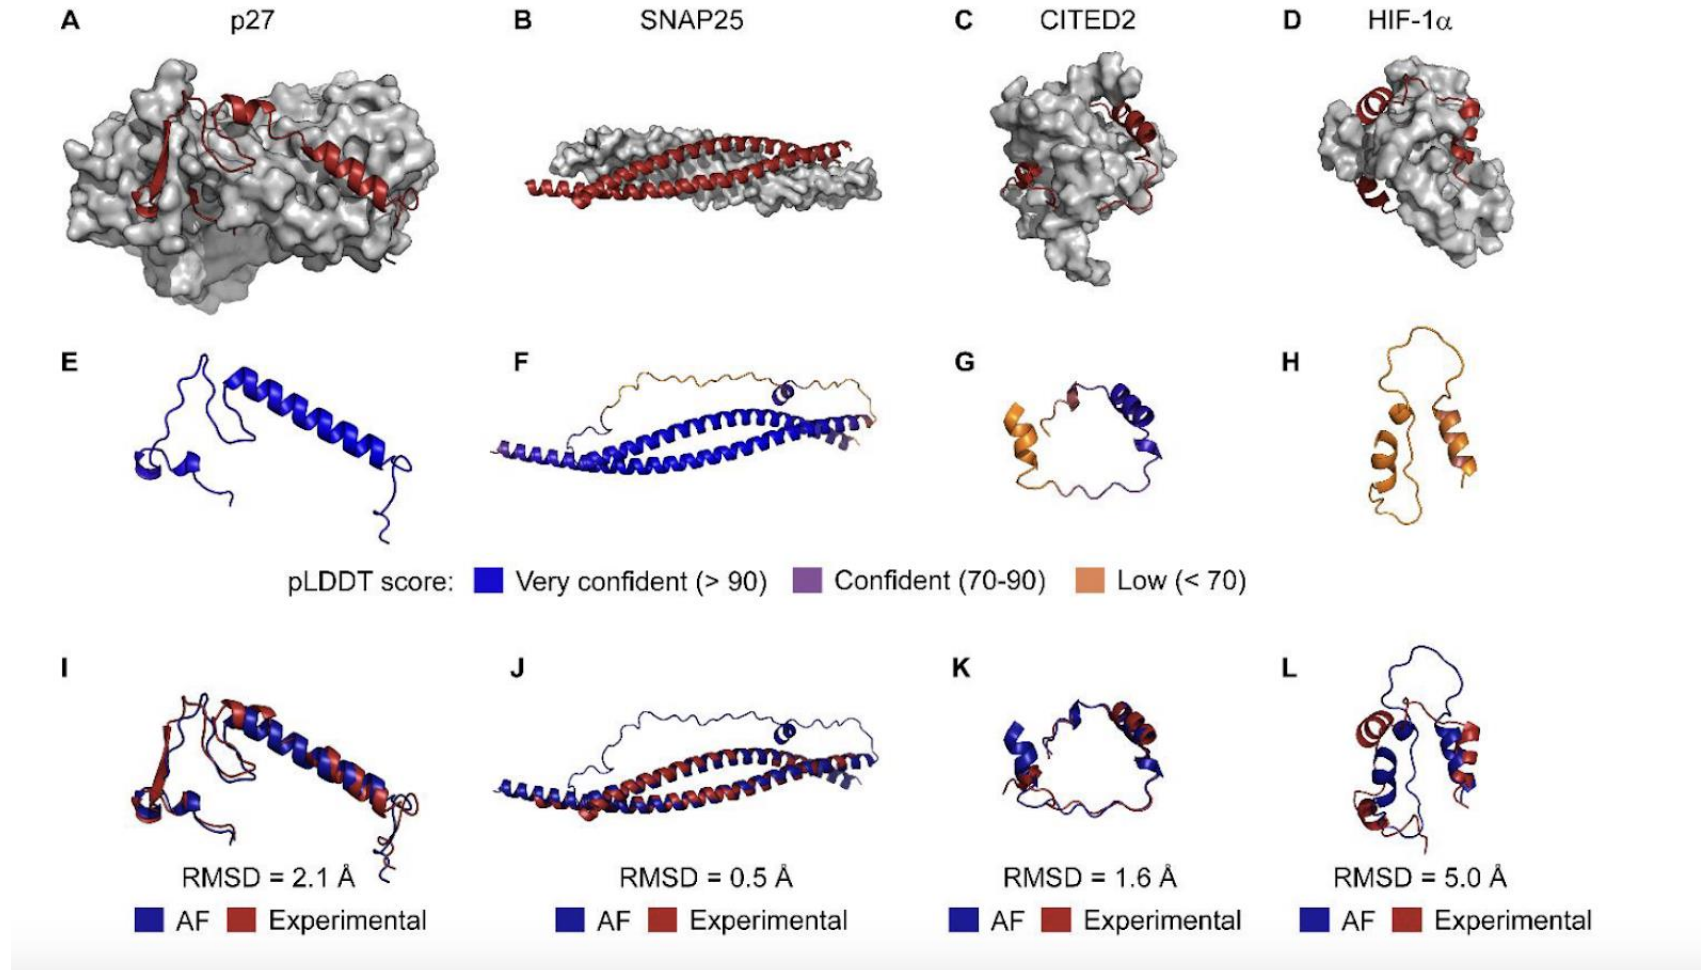 A p27 B SNAP25 C CITED2 D HIF-1α
E F G H
pLDDT score: Very confident (> 90) Confident (70-90) Low (< 70)
I J K L
RMSD = 2.1 Å RMSD = 0.5 Å RMSD = 1.6 Å RMSD = 5.0 Å
AF Experimental AF Experimental AF Experimental AF Experimental